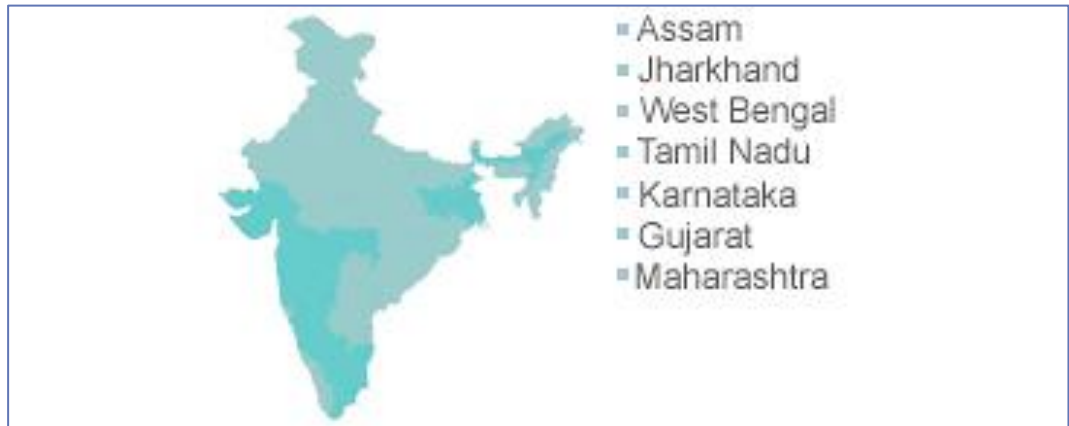 Assam
Jharkhand
West Bengal
Tamil Nadu
Karnataka
Gujarat
Maharashtra